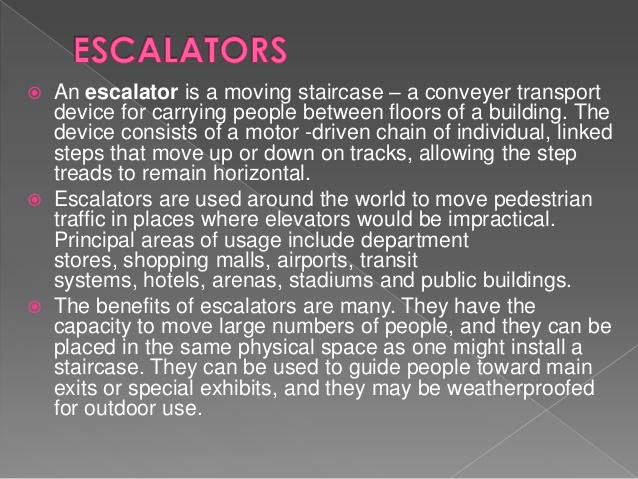 ESCALATORS
An escalator is a moving staircase – a conveyer transport
device for carrying people between floors of a building. The
device consists of a motor -driven chain of individual, linked
steps that move up or down on tracks, allowing the step
treads to remain horizontal.
Escalators are used around the world to move pedestrian
traffic in places where elevators would be impractical.
Principal areas of usage include department
stores, shopping malls, airports, transit
systems, hotels, arenas, stadiums and public buildings.
The benefits of escalators are many. They have the
capacity to move large numbers of people, and they can be
placed in the same physical space as one might install a
staircase. They can be used to guide people toward main
exits or special exhibits, and they may be weatherproofed
for outdoor use.